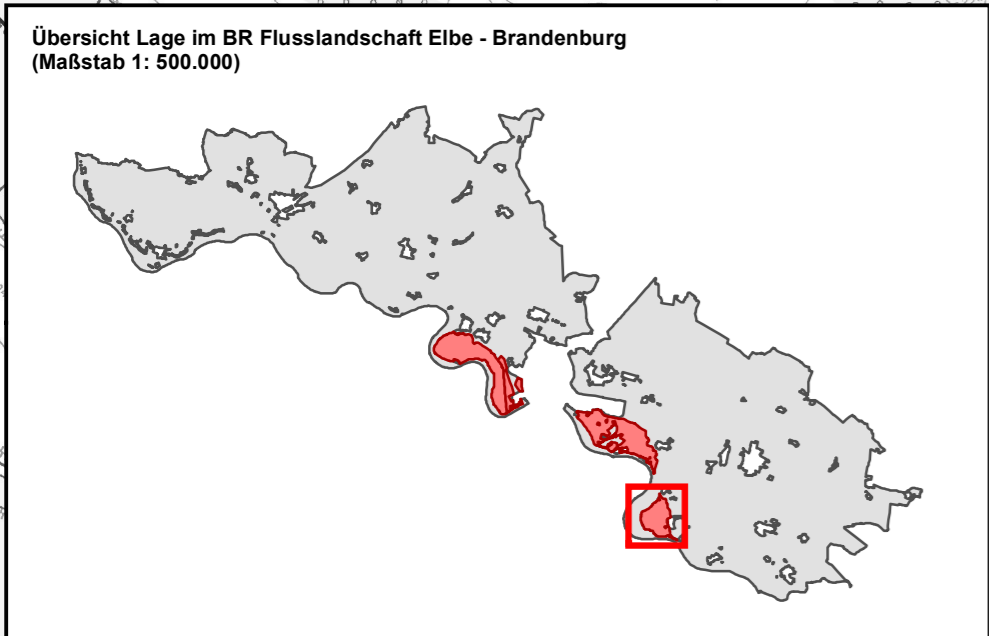 Übersicht Lage im BR Flusslandschaft Elbe - Brandenburg
(Maßstab 1: 500.000)